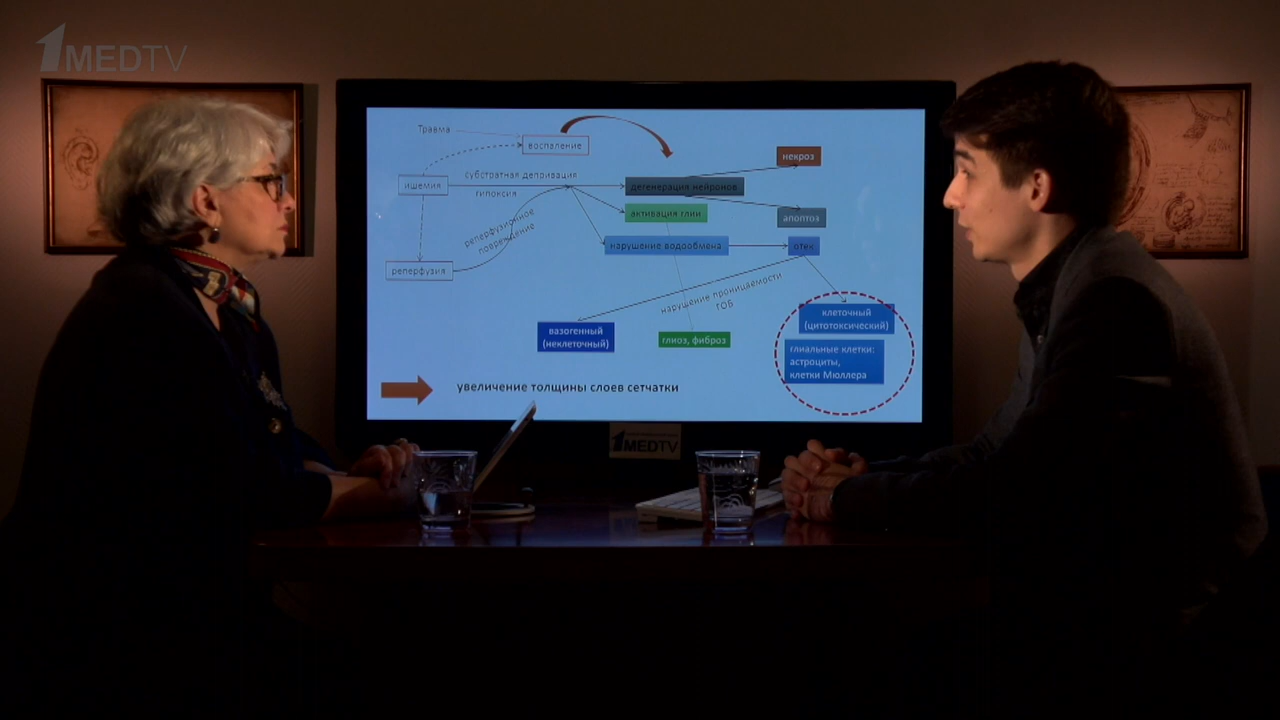 1MEDTV
Травма
воспаление
некроз
субстратная депривация
ишемия
гипоксия
дегенерация нейронов
активация глии
апоптоз
реперфузионное
повреждение
нарушение водообмена
отек
реперфузия
нарушение проницаемости
ГОБ
клеточный
(цитотоксический)
вазогенный
(неклеточный)
глиоз, фиброз
глиальные клетки:
астроциты,
клетки Мюллера
увеличение толщины слоев сетчатки
1MEDTV